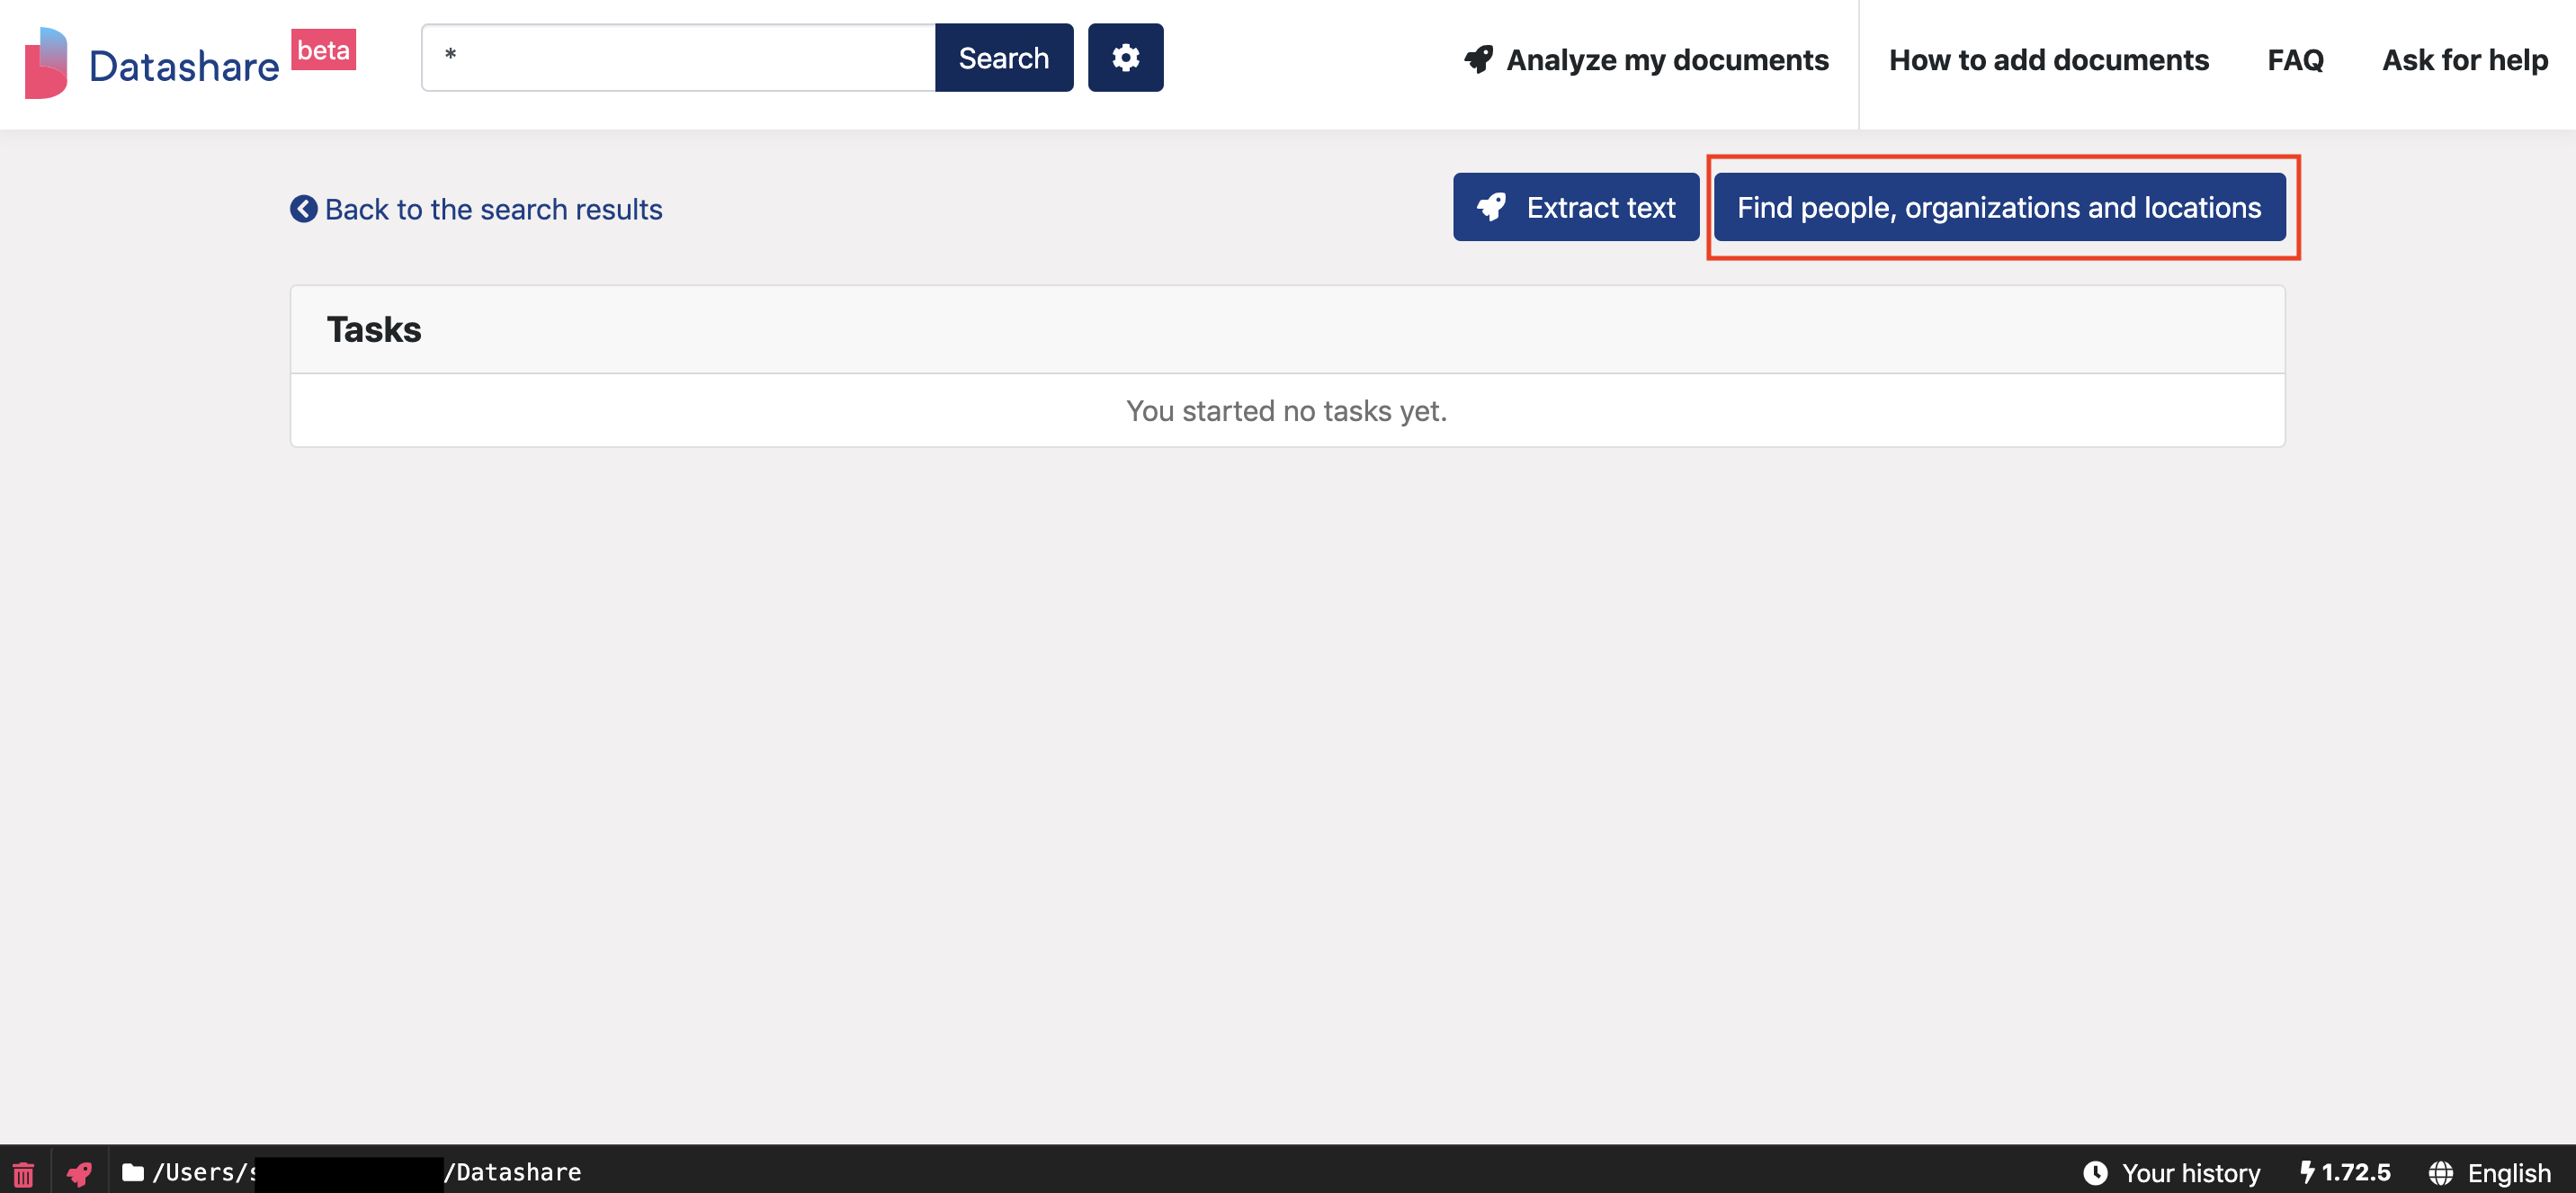 Datashare beta
* Search
Analyze my documents How to add documents FAQ Ask for help
Back to the search results
Extract text
Find people, organizations and locations
Tasks
You started no tasks yet.
/Users/s /Datashare
Your history 1.72.5 English